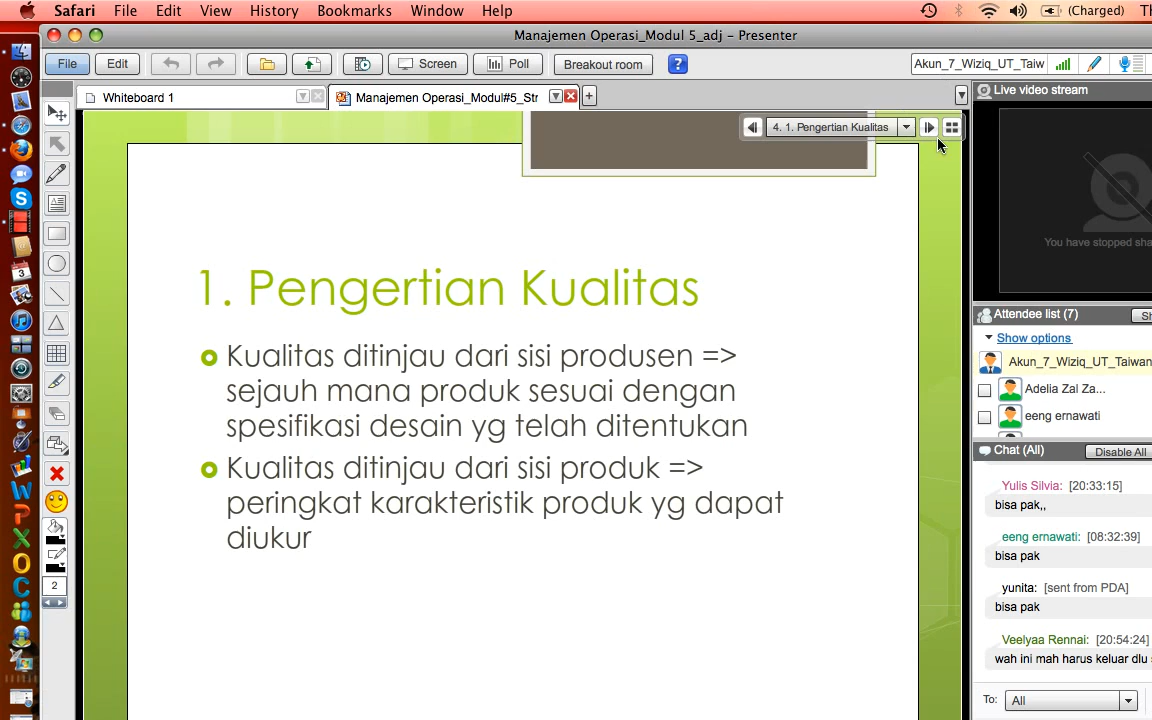 Safari File Edit View History Bookmarks Window Help (Charged) Th
Manajemen Operasi_Modul 5_adj – Presenter
File Edit Screen Poll Breakout room ? Akun_7_Wiziq_UT_Taiw
Whiteboard 1 Manajemen Operasi_Modul#5_Str
4. 1. Pengertian Kualitas
1. Pengertian Kualitas
Kualitas ditinjau dari sisi produsen =>
sejauh mana produk sesuai dengan
spesifikasi desain yg telah ditentukan
Kualitas ditinjau dari sisi produk =>
peringkat karakteristik produk yg dapat
diukur
2
Live video stream
You have stopped sha
Attendee list (7) Sh
Show options
Akun_7_Wiziq_UT_Taiwan
Adelia Zal Za...
eeng ernawati
Chat (All) Disable All
Yulis Silvia: [20:33:15]
bisa pak,,
eeng ernawati: [08:32:39]
bisa pak
yunita: [sent from PDA]
bisa pak
Veelyaa Rennai: [20:54:24]
wah ini mah harus keluar dlu
To: All